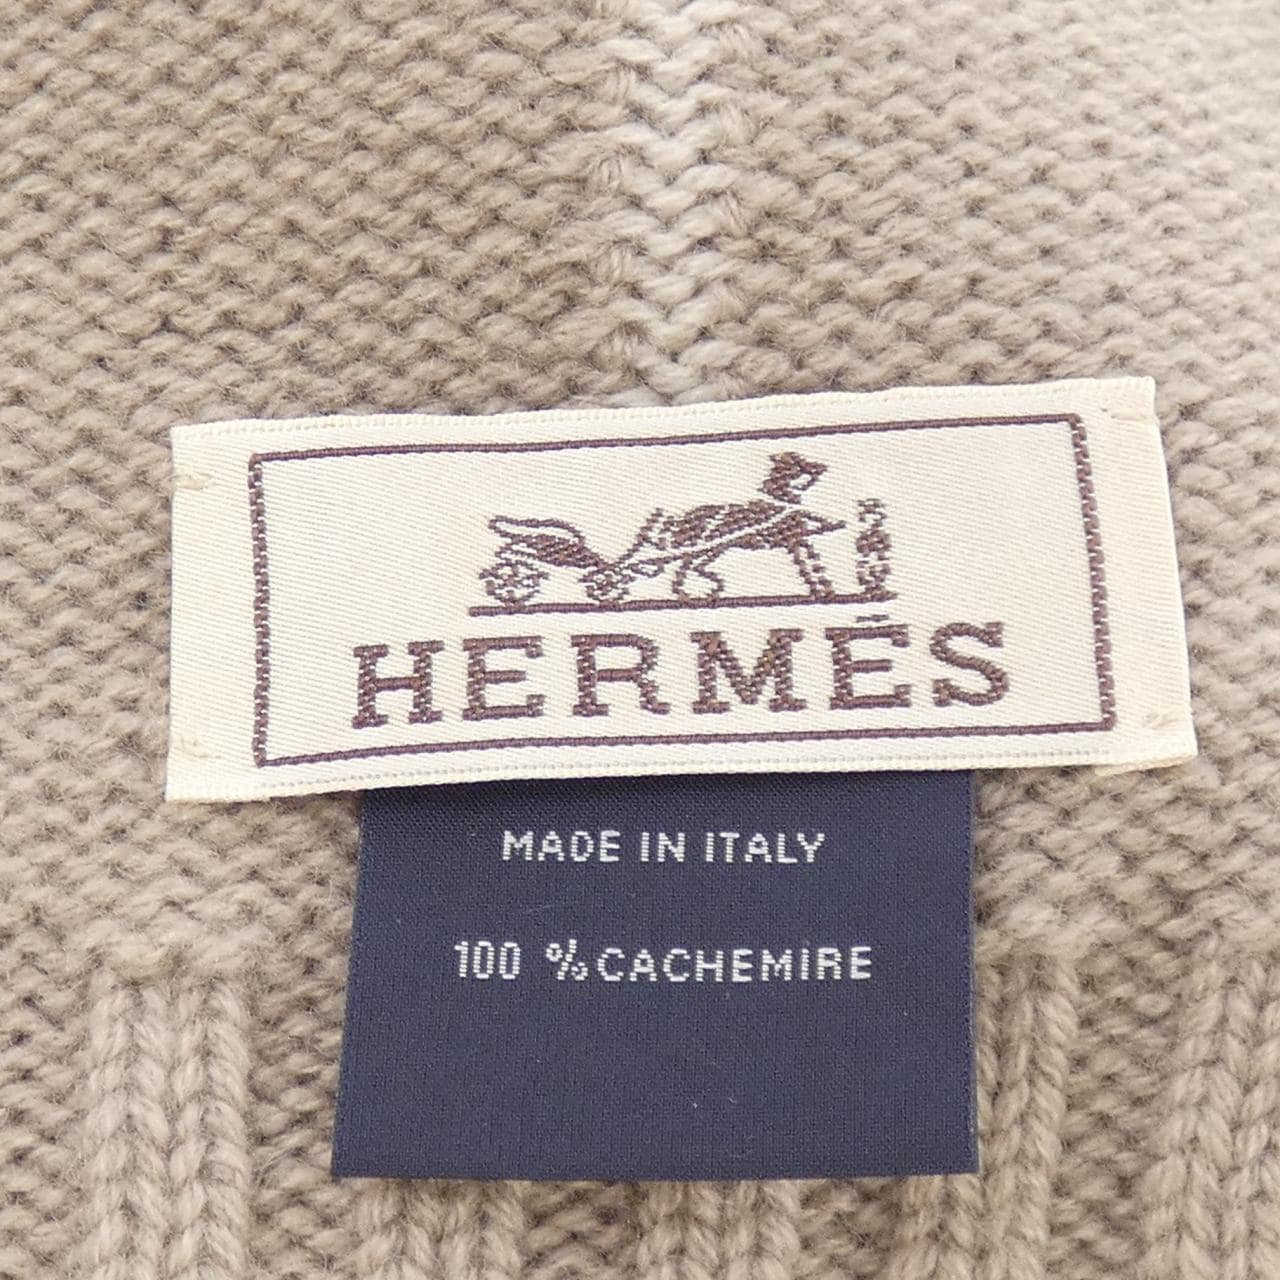 HERMÈS
MADE IN ITALY
100 % CACHEMIRE